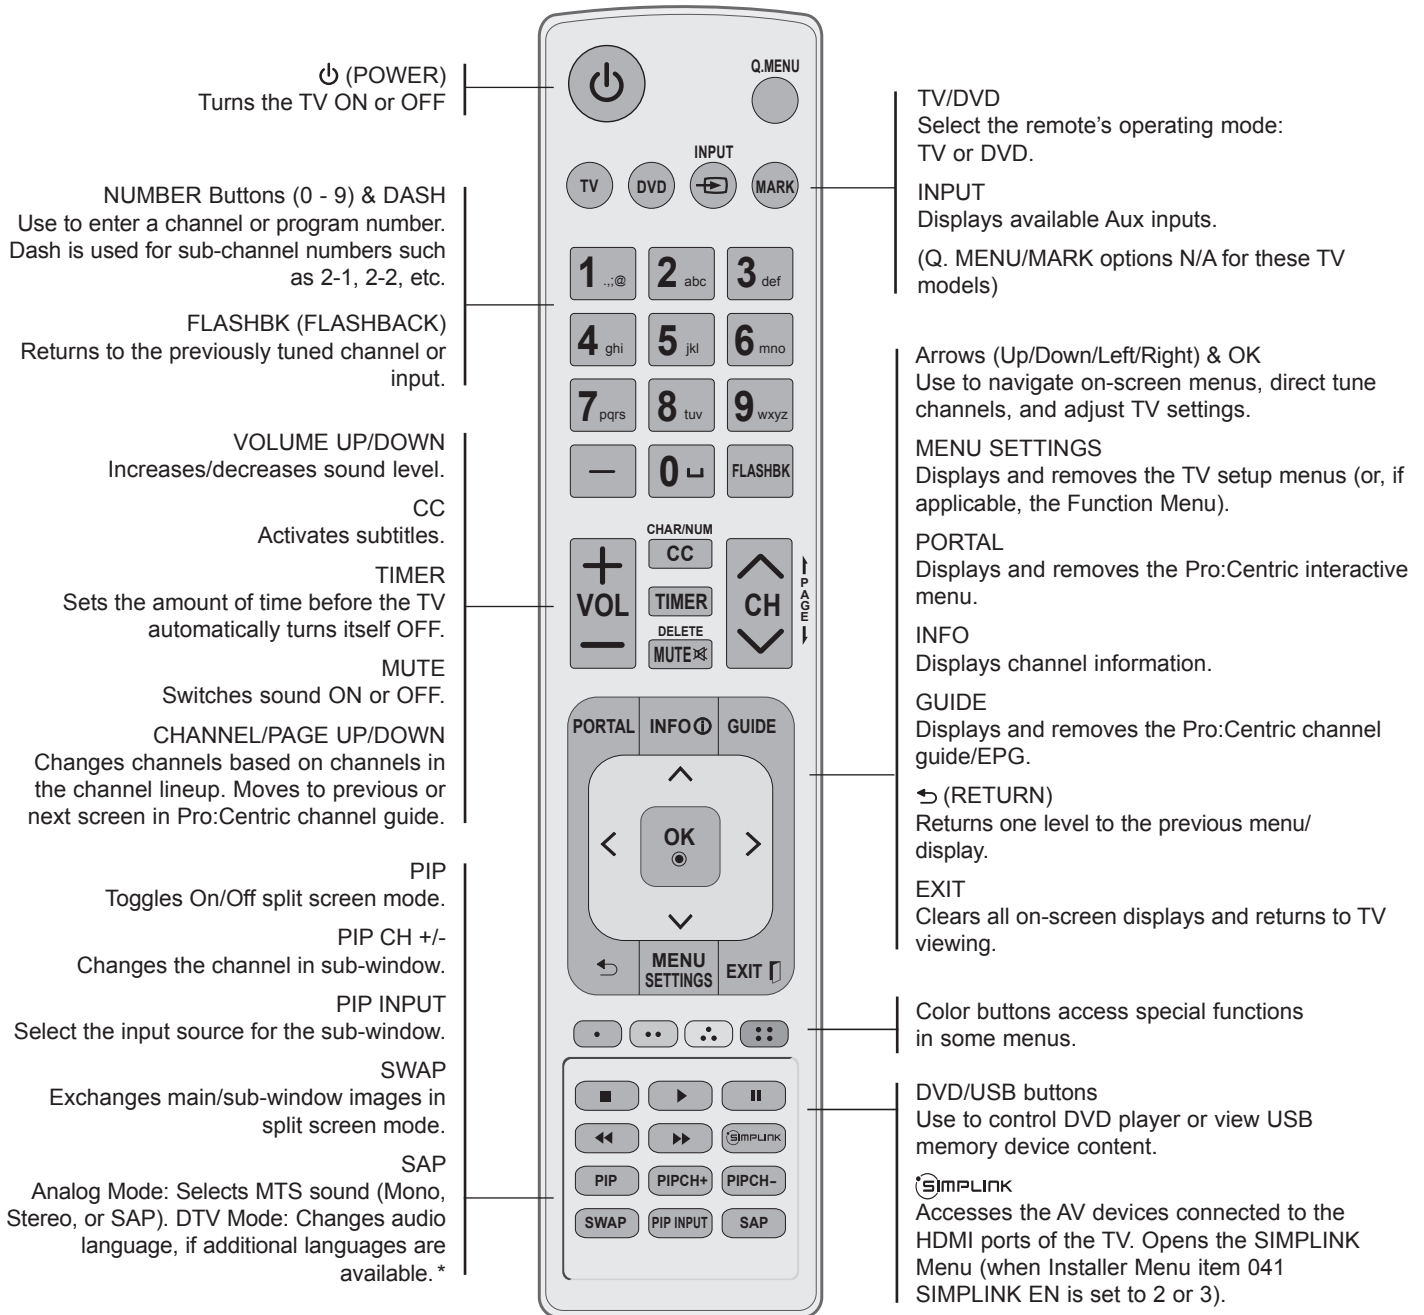 ⏻ (POWER)
Turns the TV ON or OFF
NUMBER Buttons (0 - 9) & DASH
Use to enter a channel or program number.
Dash is used for sub-channel numbers such
as 2-1, 2-2, etc.
FLASHBK (FLASHBACK)
Returns to the previously tuned channel or
input.
VOLUME UP/DOWN
Increases/decreases sound level.
CC
Activates subtitles.
TIMER
Sets the amount of time before the TV
automatically turns itself OFF.
MUTE
Switches sound ON or OFF.
CHANNEL/PAGE UP/DOWN
Changes channels based on channels in
the channel lineup. Moves to previous or
next screen in Pro:Centric channel guide.
PIP
Toggles On/Off split screen mode.
PIP CH +/-
Changes the channel in sub-window.
PIP INPUT
Select the input source for the sub-window.
SWAP
Exchanges main/sub-window images in
split screen mode.
SAP
Analog Mode: Selects MTS sound (Mono,
Stereo, or SAP). DTV Mode: Changes audio
language, if additional languages are
available. *
Q.MENU
INPUT
TV DVD MARK
1 .,;@ 2 abc 3 def
4 ghi 5 jkl 6 mno
7 pqrs 8 tuv 9 wxyz
— 0 FLASHBK
CHAR/NUM
CC
+ VOL —
TIMER
CH
PAGE
DELETE
MUTE
PORTAL INFO GUIDE
OK
MENU
SETTINGS
EXIT
SIMPLINK
PIP PIPCH+ PIPCH-
SWAP PIP INPUT SAP
TV/DVD
Select the remote's operating mode:
TV or DVD.
INPUT
Displays available Aux inputs.
(Q. MENU/MARK options N/A for these TV
models)
Arrows (Up/Down/Left/Right) & OK
Use to navigate on-screen menus, direct tune
channels, and adjust TV settings.
MENU SETTINGS
Displays and removes the TV setup menus (or, if
applicable, the Function Menu).
PORTAL
Displays and removes the Pro:Centric interactive
menu.
INFO
Displays channel information.
GUIDE
Displays and removes the Pro:Centric channel
guide/EPG.
⮌ (RETURN)
Returns one level to the previous menu/
display.
EXIT
Clears all on-screen displays and returns to TV
viewing.
Color buttons access special functions
in some menus.
DVD/USB buttons
Use to control DVD player or view USB
memory device content.
SIMPLINK
Accesses the AV devices connected to the
HDMI ports of the TV. Opens the SIMPLINK
Menu (when Installer Menu item 041
SIMPLINK EN is set to 2 or 3).